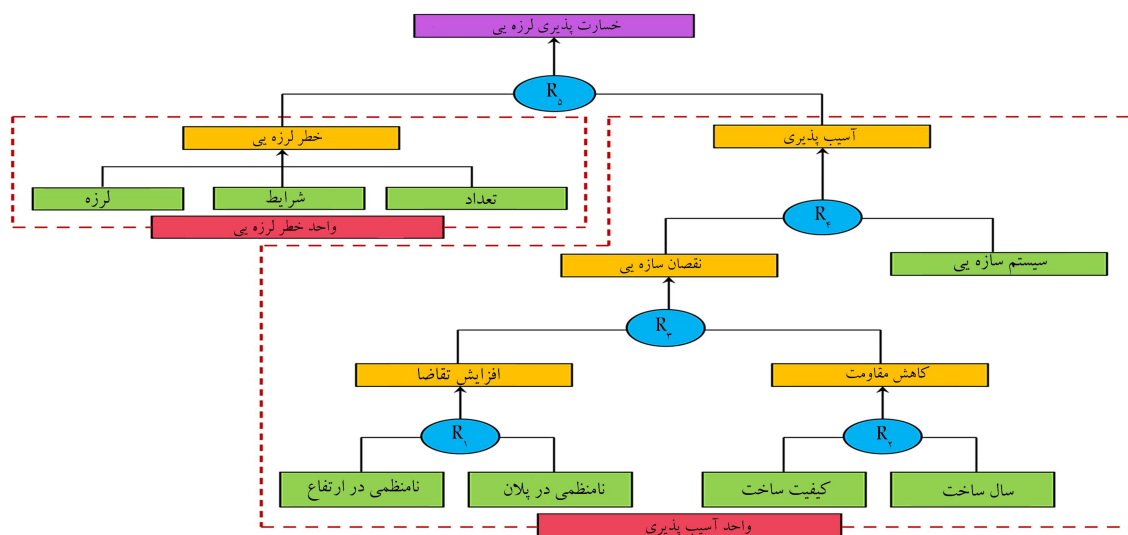 خسارت پذیری لرزه یی
R۵
خطر لرزه یی
آسیب پذیری
تعداد
شرایط
لرزه
واحد خطر لرزه یی
R۴
سیستم سازه یی
نقصان سازه یی
R۳
کاهش مقاومت
افزایش تقاضا
R۲
R۱
سال ساخت
کیفیت ساخت
نامنظمی در پلان
نامنظمی در ارتفاع
واحد آسیب پذیری